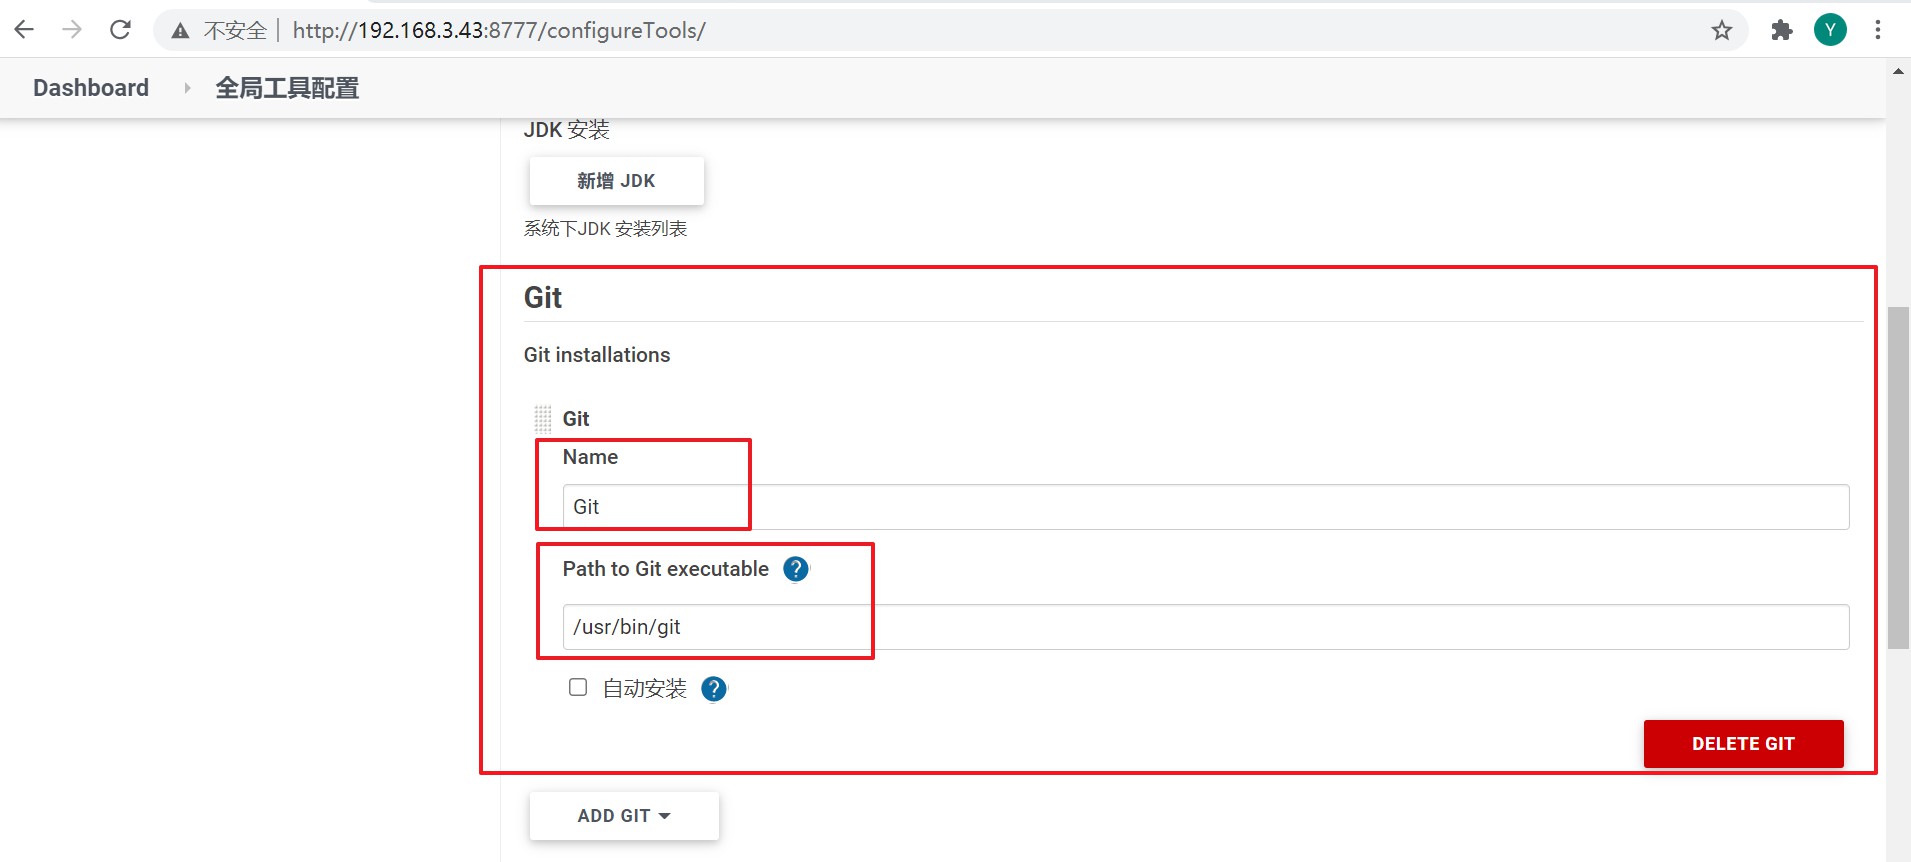 不安全 | http://192.168.3.43:8777/configureTools/
Y
Dashboard 全局工具配置
JDK 安装
新增 JDK
系统下JDK 安装列表
Git
Git installations
Git
Name
Git
Path to Git executable ?
/usr/bin/git
自动安装 ?
DELETE GIT
ADD GIT